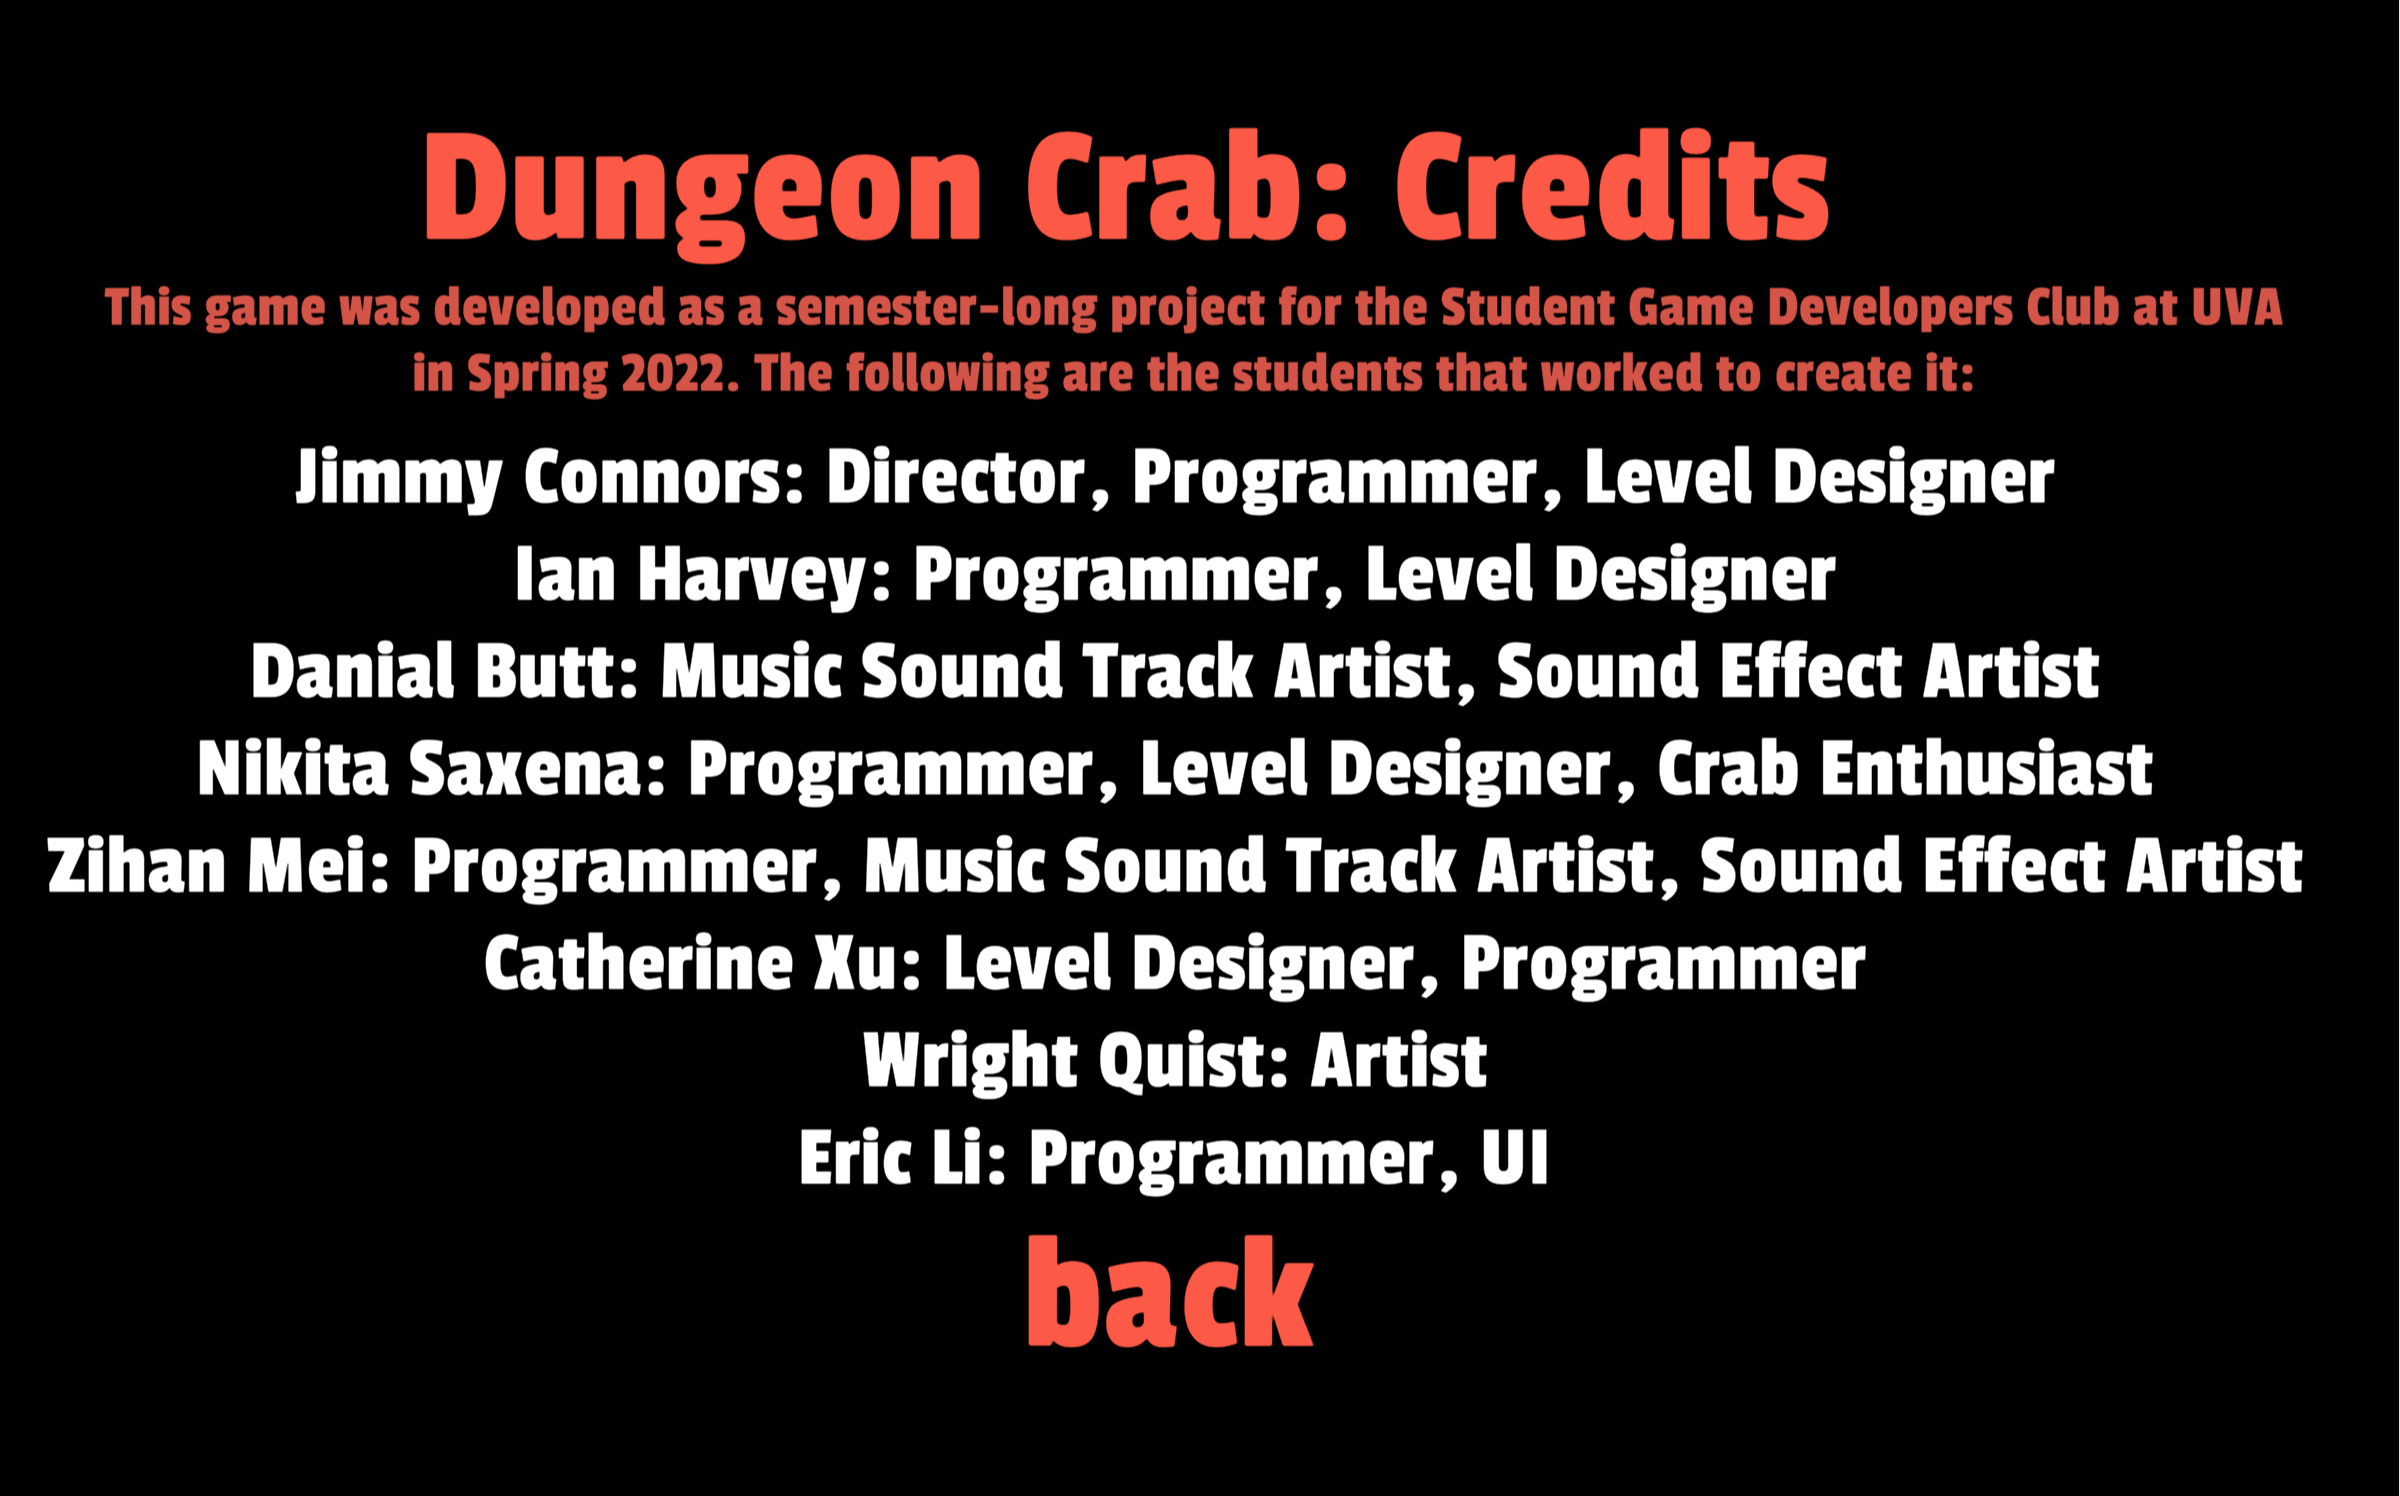 Dungeon Crab: Credits
This game was developed as a semester-long project for the Student Game Developers Club at UVA
in Spring 2022. The following are the students that worked to create it:
Jimmy Connors: Director, Programmer, Level Designer
Ian Harvey: Programmer, Level Designer
Danial Butt: Music Sound Track Artist, Sound Effect Artist
Nikita Saxena: Programmer, Level Designer, Crab Enthusiast
Zihan Mei: Programmer, Music Sound Track Artist, Sound Effect Artist
Catherine Xu: Level Designer, Programmer
Wright Quist: Artist
Eric Li: Programmer, UI
back